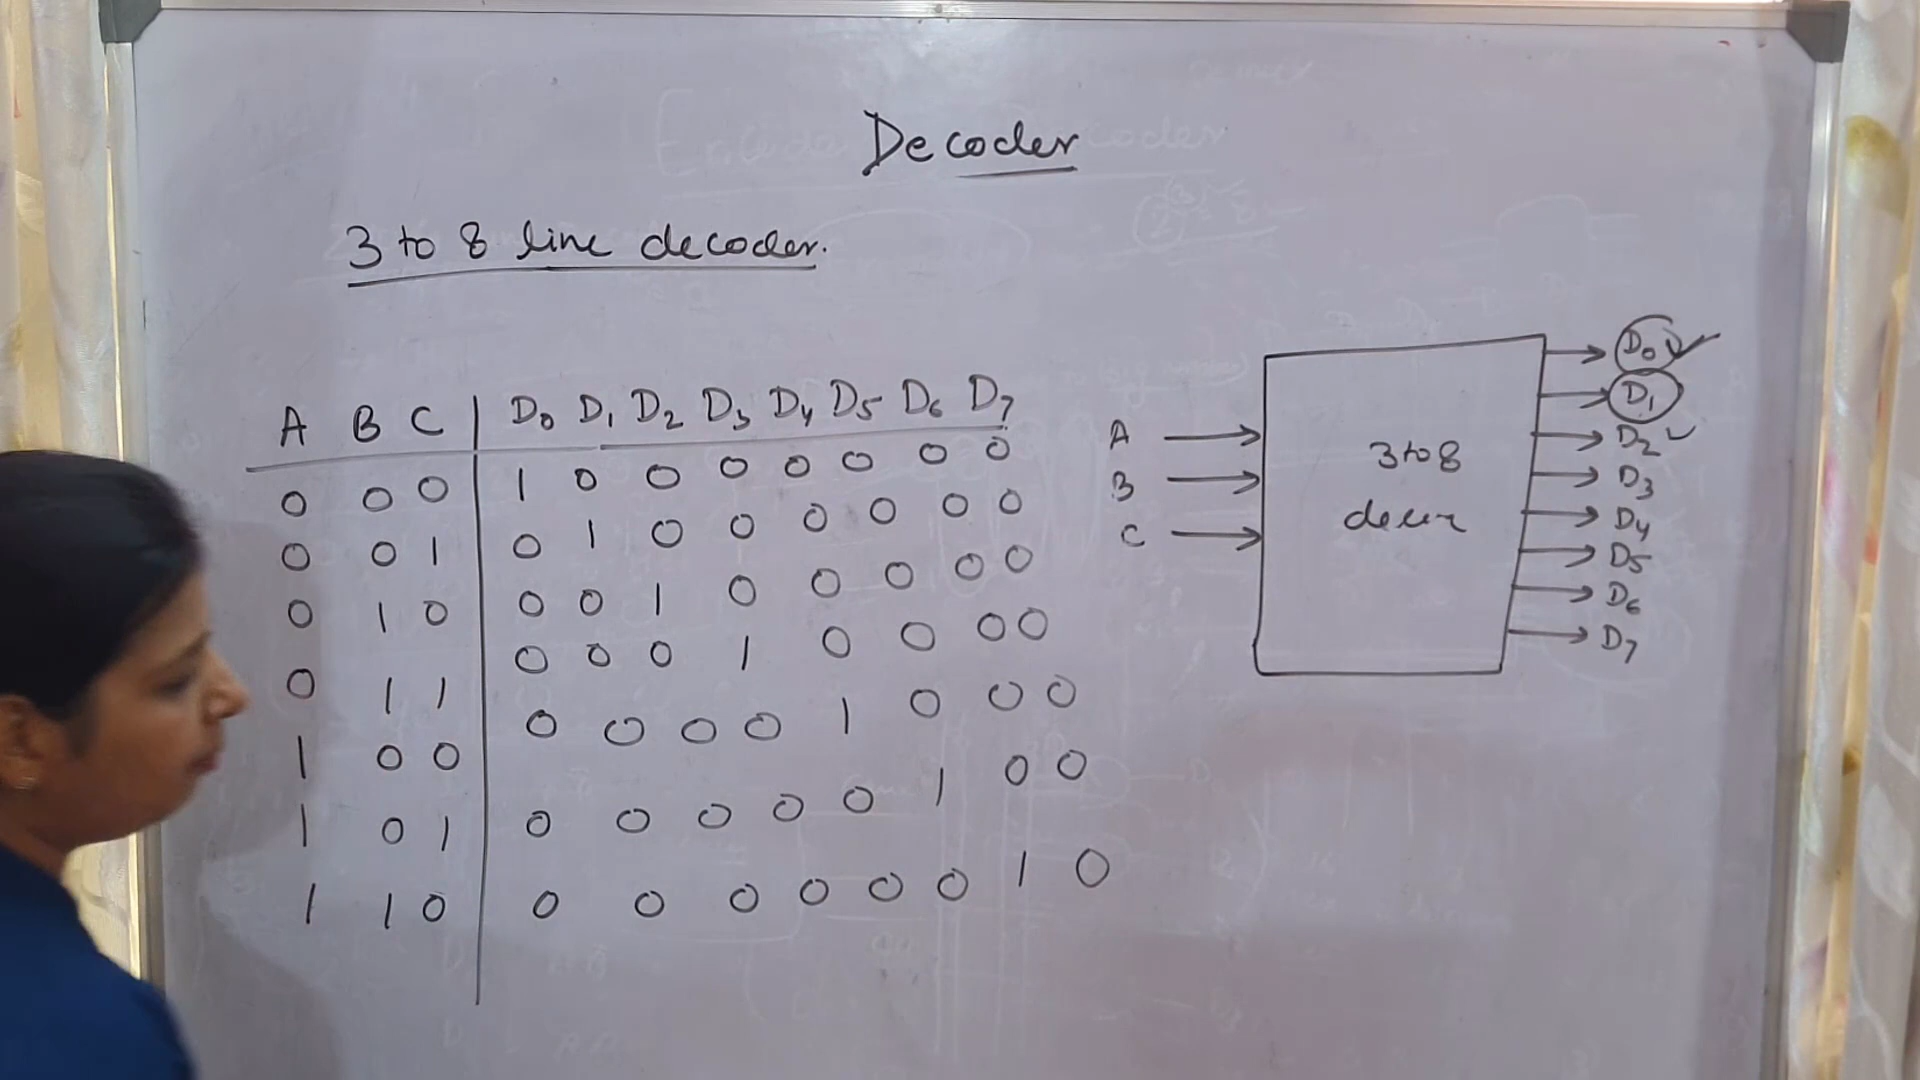 Decoder
3 to 8 line decoder.
A B C | D0 D1 D2 D3 D4 D5 D6 D7
0 0 0 | 1 0 0 0 0 0 0 0
0 0 1 | 0 1 0 0 0 0 0 0
0 1 0 | 0 0 1 0 0 0 0 0
0 1 1 | 0 0 0 1 0 0 0 0
1 0 0 | 0 0 0 0 1 0 0 0
1 0 1 | 0 0 0 0 0 1 0 0
1 1 0 | 0 0 0 0 0 0 1 0
A
B
C
3 to 8
D0 ✓
D1
D2 ✓
D3
D4
D5
D6
D7